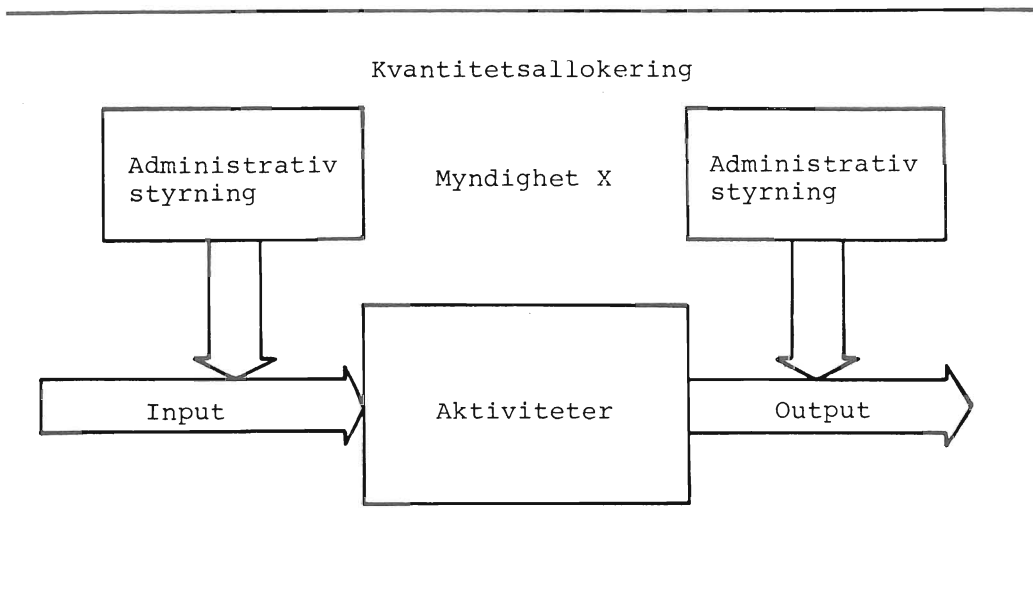 Kvantitetsallokering
Administrativ
styrning
Myndighet X
Administrativ
styrning
Input
Aktiviteter
Output